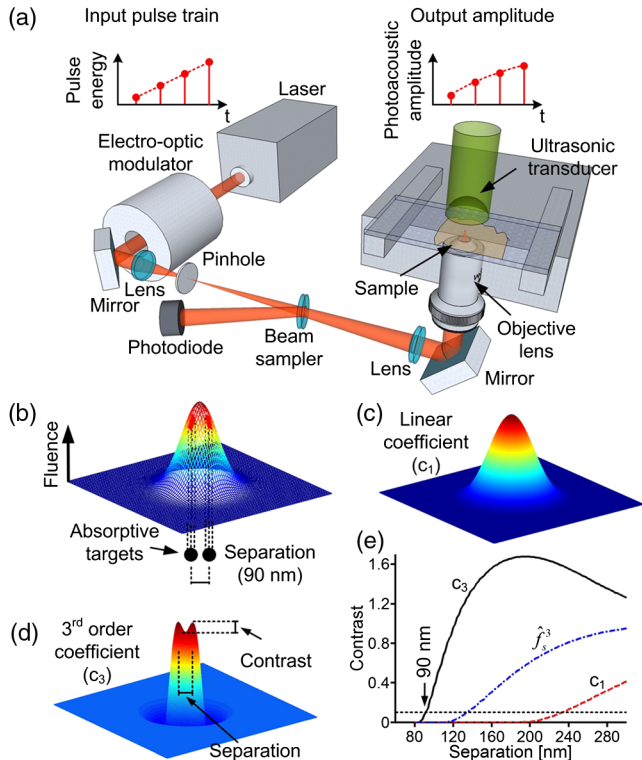 (a)
Input pulse train
Output amplitude
Pulse
energy
t
Photoacoustic
amplitude
t
Laser
Electro-optic
modulator
Ultrasonic
transducer
Pinhole
Lens
Mirror
Sample
Photodiode
Beam
sampler
Lens
Objective
lens
Mirror
(b)
Fluence
Absorptive
targets
Separation
(90 nm)
(c)
Linear
coefficient
(c₁)
(d)
3rd order
coefficient
(c₃)
Contrast
Separation
(e)
Contrast
1.6
1.2
0.8
0.4
0
c₃
f̂ₛ³
c₁
90 nm
80 120 160 200 240 280
Separation [nm]